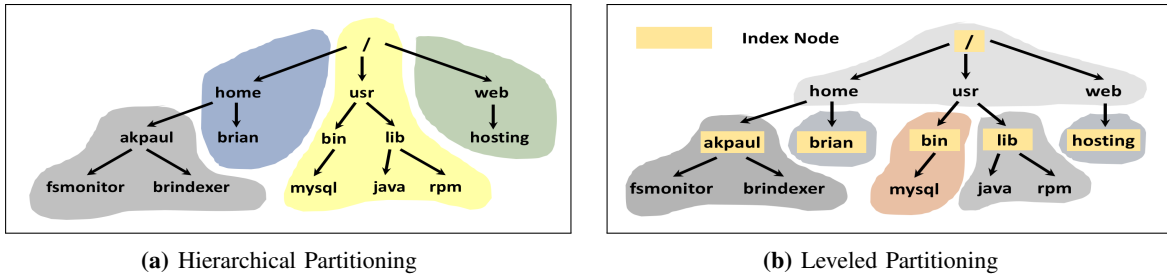 /
home usr web
akpaul brian bin lib hosting
fsmonitor brindexer mysql java rpm
(a) Hierarchical Partitioning
Index Node
/
home usr web
akpaul brian bin lib hosting
fsmonitor brindexer mysql java rpm
(b) Leveled Partitioning